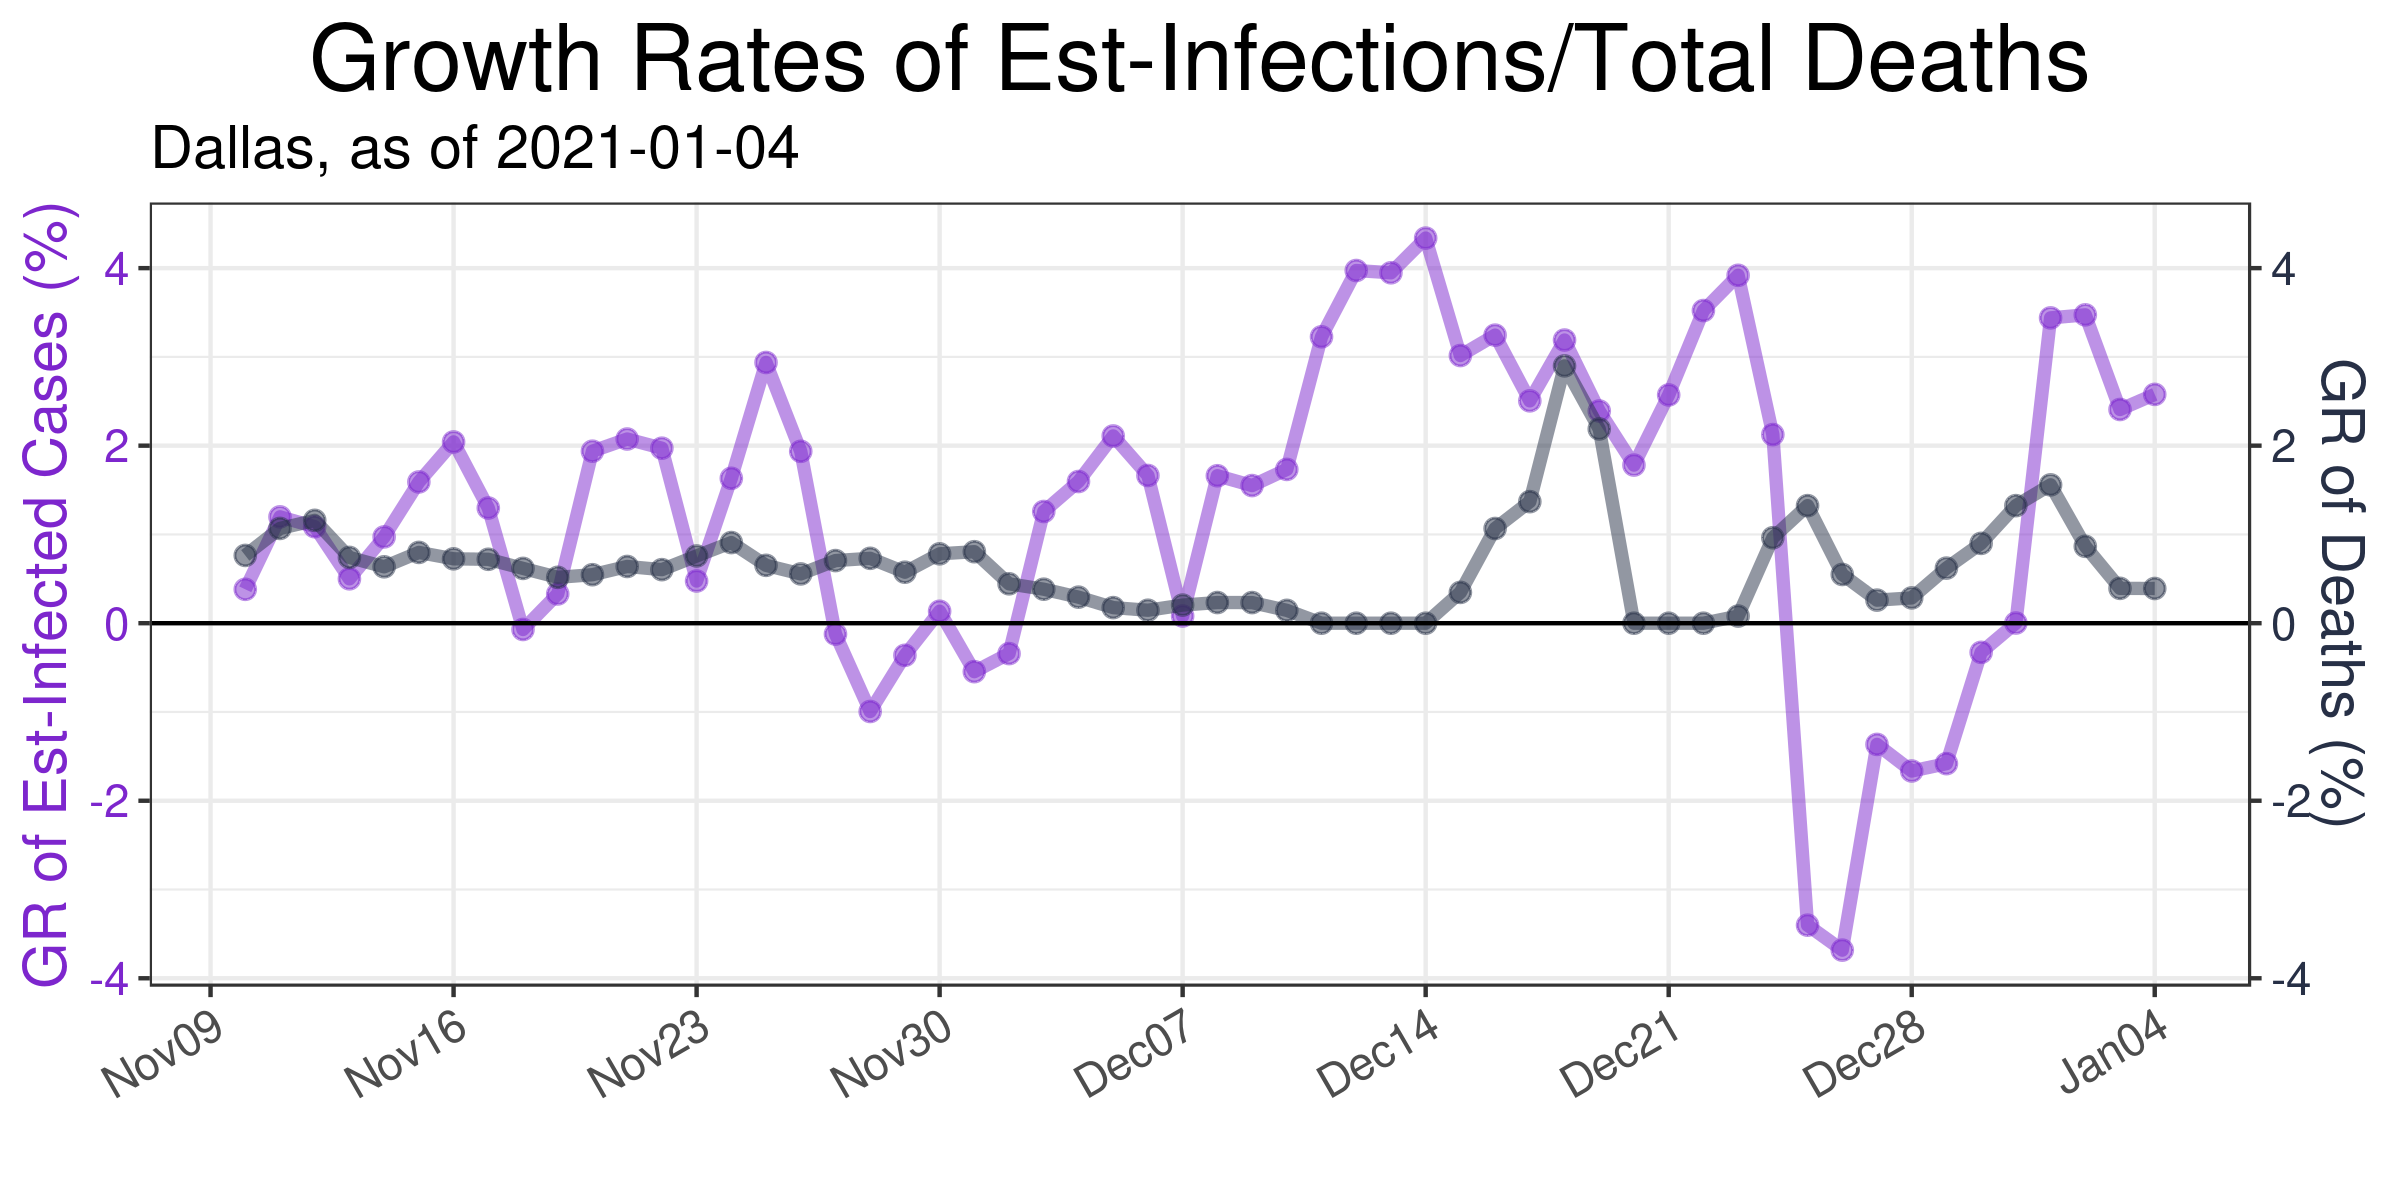 Growth Rates of Est-Infections/Total Deaths
Dallas, as of 2021-01-04
GR of Est-Infected Cases (%)
4
2
0
-2
-4
4
2
0
-2
-4
GR of Deaths (%)
Nov09
Nov16
Nov23
Nov30
Dec07
Dec14
Dec21
Dec28
Jan04